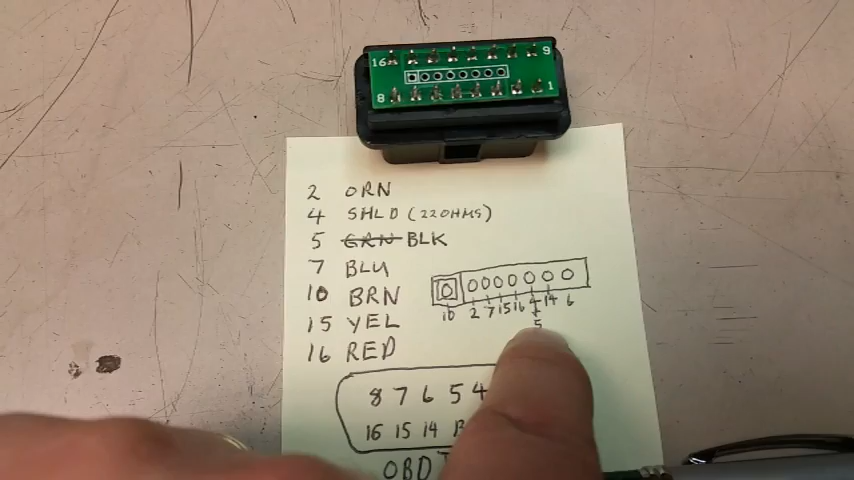 16 9
8 1
2 ORN
4 SHLD (22OHMS)
5 GRN BLK
7 BLU
10 BRN
15 YEL
16 RED
10 2 7 15 16 4 14 6
5
8 7 6 5 4
16 15 14 13
OBD